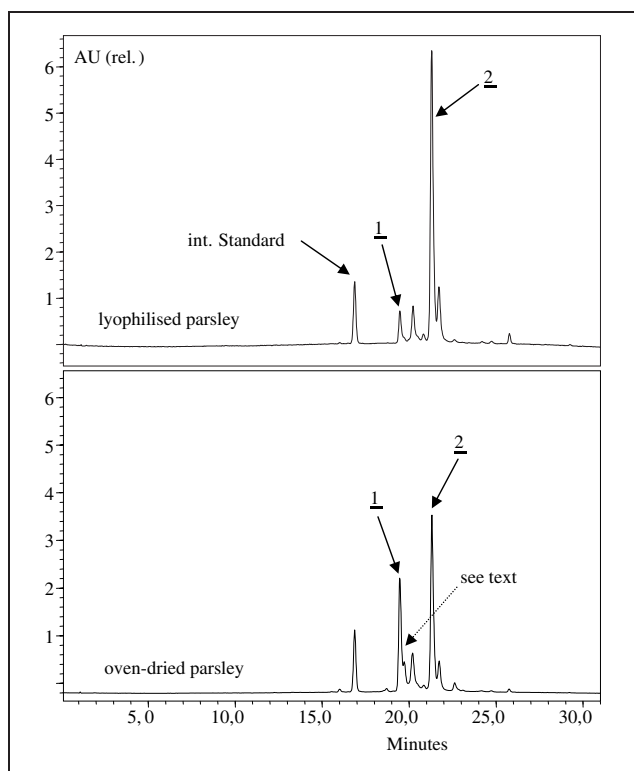 AU (rel.)
6
5
4
3
2
1
2
1
int. Standard
lyophilised parsley
6
5
4
3
2
1
2
1
see text
oven-dried parsley
5,0 10,0 15,0 20,0 25,0 30,0
Minutes